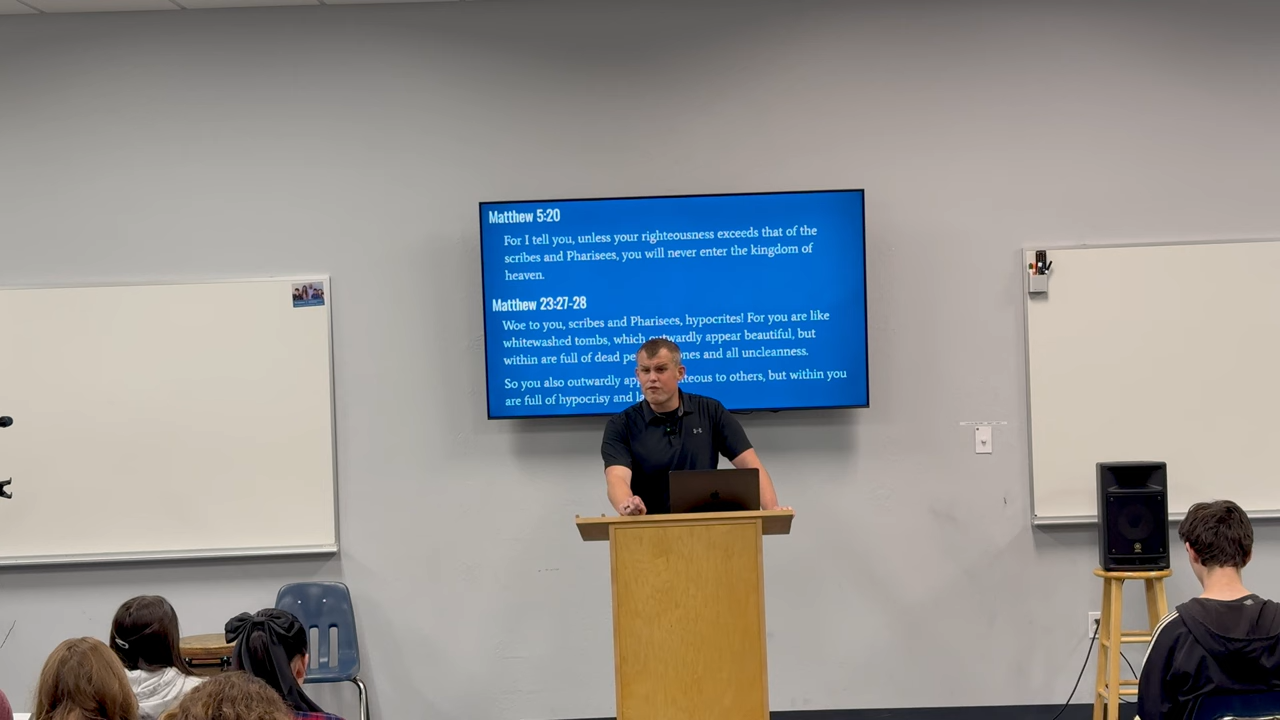 Matthew 5:20
For I tell you, unless your righteousness exceeds that of the
scribes and Pharisees, you will never enter the kingdom of
heaven.
Matthew 23:27-28
Woe to you, scribes and Pharisees, hypocrites! For you are like
whitewashed tombs, which outwardly appear beautiful, but
within are full of dead and all uncleanness.
So you also outwardly to others, but within you
are full of hypocrisy and